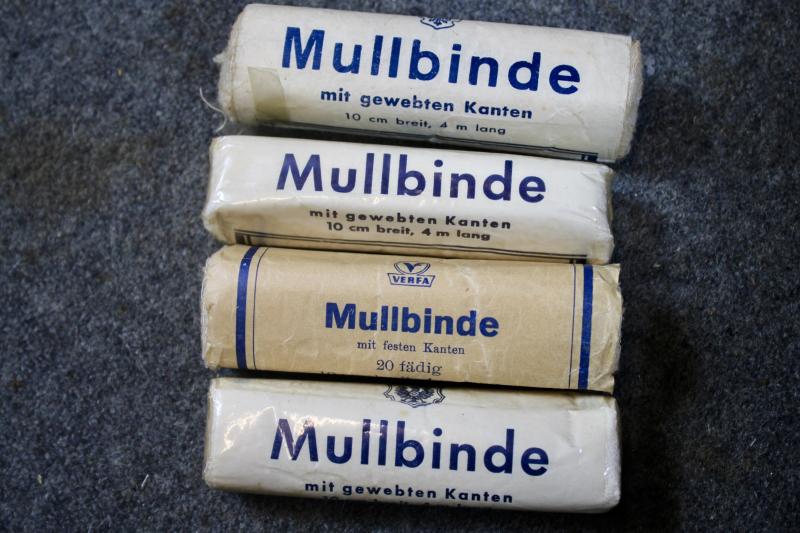 Mullbinde
mit gewebten Kanten
10 cm breit, 4 m lang
Mullbinde
mit gewebten Kanten
10 cm breit, 4 m lang
VERFA
Mullbinde
mit festen Kanten
20 fädig
Mullbinde
mit gewebten Kanten